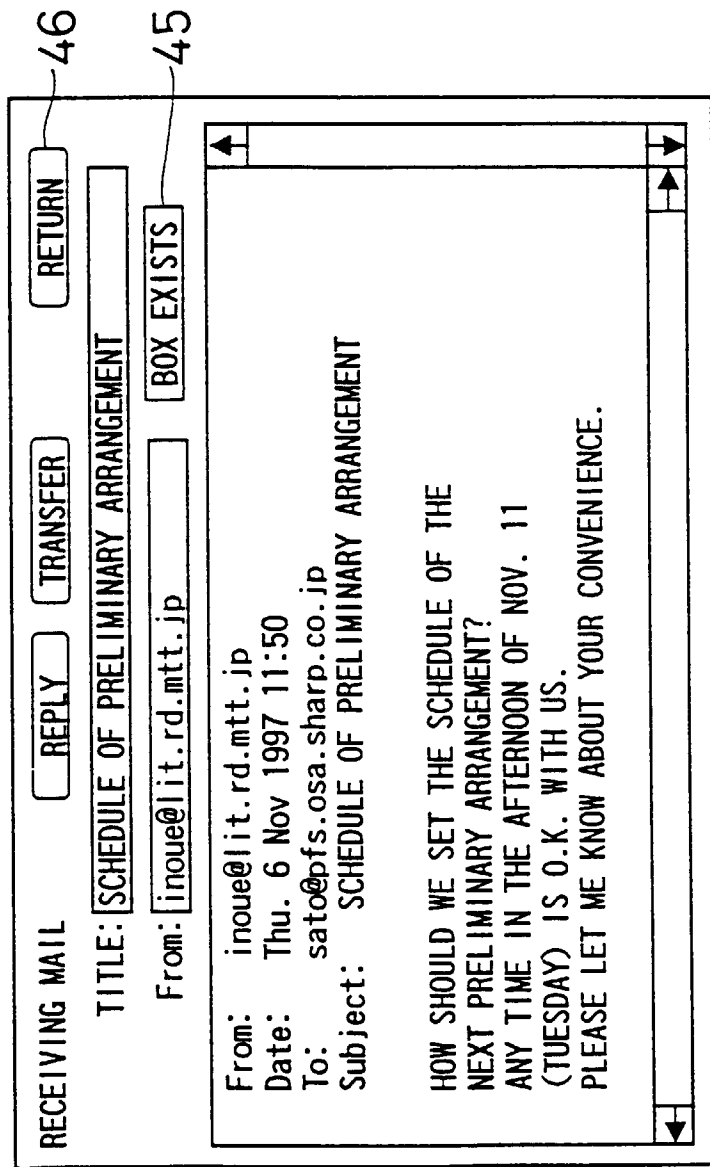 RECEIVING MAIL REPLY TRANSFER RETURN 46
TITLE: SCHEDULE OF PRELIMINARY ARRANGEMENT
From: inoue@lit.rd.mtt.jp BOX EXISTS 45
From: inoue@lit.rd.mtt.jp
Date: Thu. 6 Nov 1997 11:50
To: sato@pfs.osa.sharp.co.jp
Subject: SCHEDULE OF PRELIMINARY ARRANGEMENT
HOW SHOULD WE SET THE SCHEDULE OF THE
NEXT PRELIMINARY ARRANGEMENT?
ANY TIME IN THE AFTERNOON OF NOV. 11
(TUESDAY) IS O.K. WITH US.
PLEASE LET ME KNOW ABOUT YOUR CONVENIENCE.